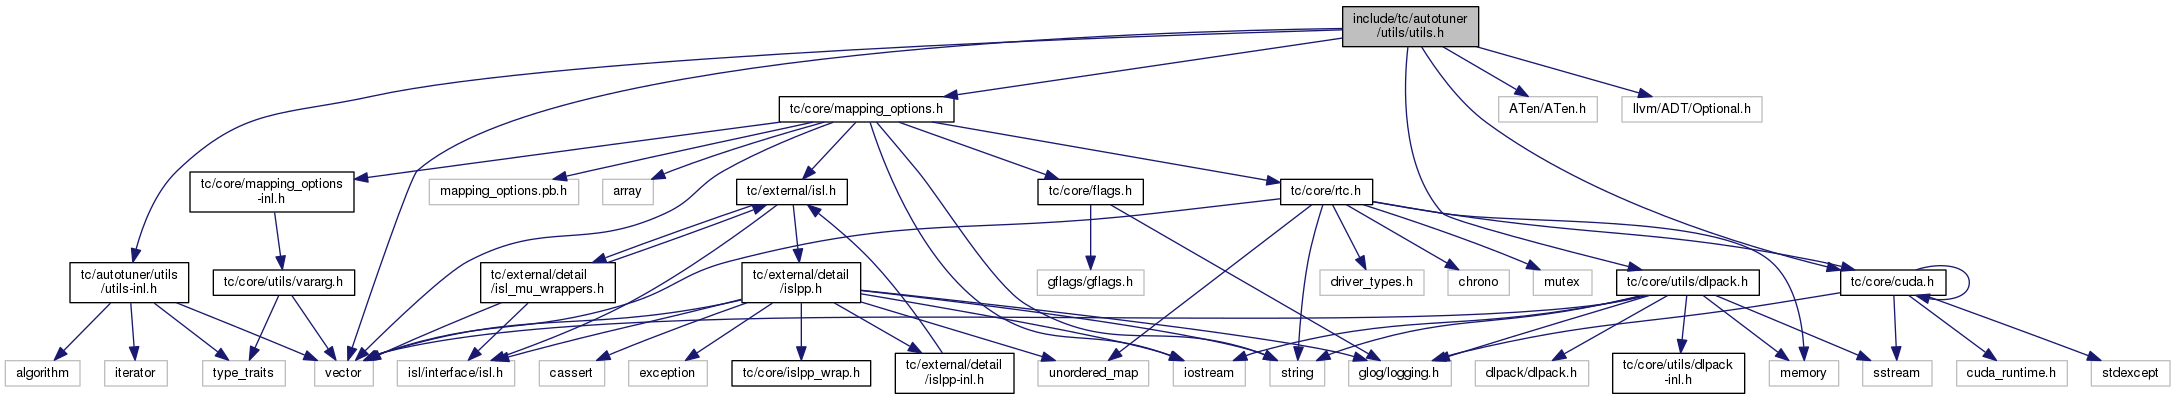 include/tc/autotuner
/utils/utils.h
tc/core/mapping_options.h
ATen/ATen.h
llvm/ADT/Optional.h
tc/core/mapping_options
-inl.h
mapping_options.pb.h
array
tc/external/isl.h
tc/core/flags.h
tc/core/rtc.h
tc/autotuner/utils
/utils-inl.h
tc/core/utils/vararg.h
tc/external/detail
/isl_mu_wrappers.h
tc/external/detail
/islpp.h
gflags/gflags.h
driver_types.h
chrono
mutex
tc/core/utils/dlpack.h
tc/core/cuda.h
algorithm
iterator
type_traits
vector
isl/interface/isl.h
cassert
exception
tc/core/islpp_wrap.h
tc/external/detail
/islpp-inl.h
unordered_map
iostream
string
glog/logging.h
dlpack/dlpack.h
tc/core/utils/dlpack
-inl.h
memory
sstream
cuda_runtime.h
stdexcept